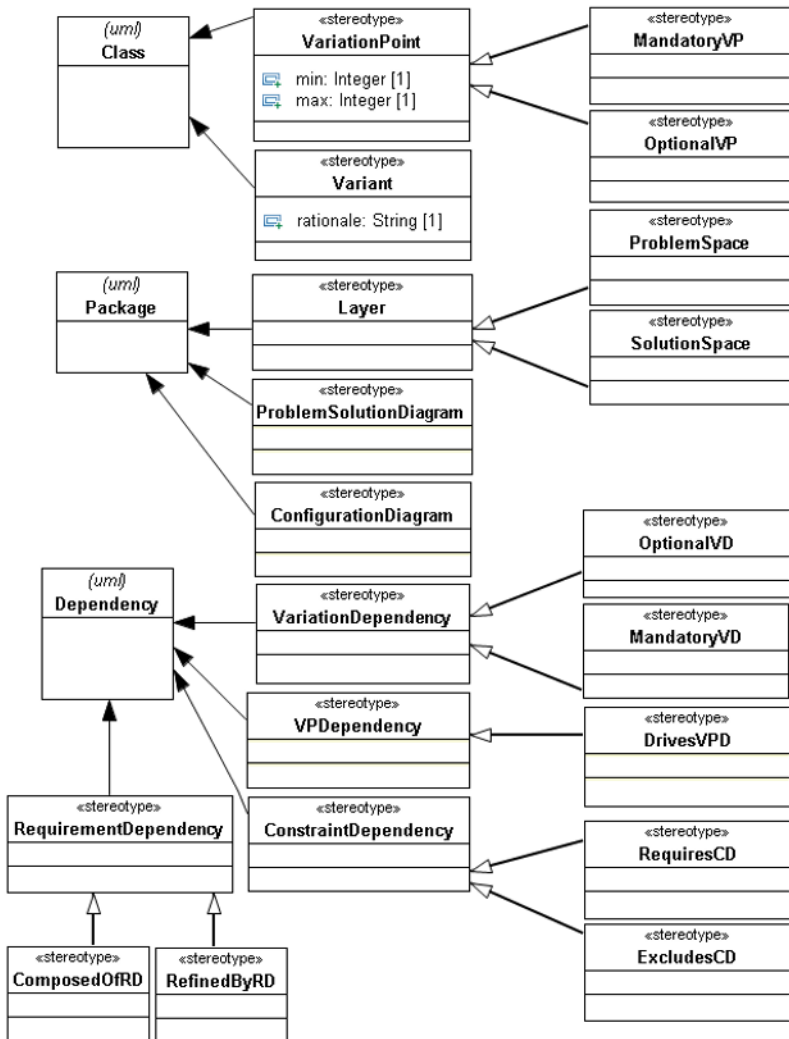 (uml)
Class
«stereotype»
VariationPoint
min: Integer [1]
max: Integer [1]
«stereotype»
MandatoryVP
«stereotype»
OptionalVP
«stereotype»
Variant
rationale: String [1]
«stereotype»
ProblemSpace
(uml)
Package
«stereotype»
Layer
«stereotype»
SolutionSpace
«stereotype»
ProblemSolutionDiagram
«stereotype»
ConfigurationDiagram
«stereotype»
OptionalVD
(uml)
Dependency
«stereotype»
VariationDependency
«stereotype»
MandatoryVD
«stereotype»
VPDependency
«stereotype»
DrivesVPD
«stereotype»
RequirementDependency
«stereotype»
ConstraintDependency
«stereotype»
RequiresCD
«stereotype»
ExcludesCD
«stereotype»
ComposedOfRD
«stereotype»
RefinedByRD